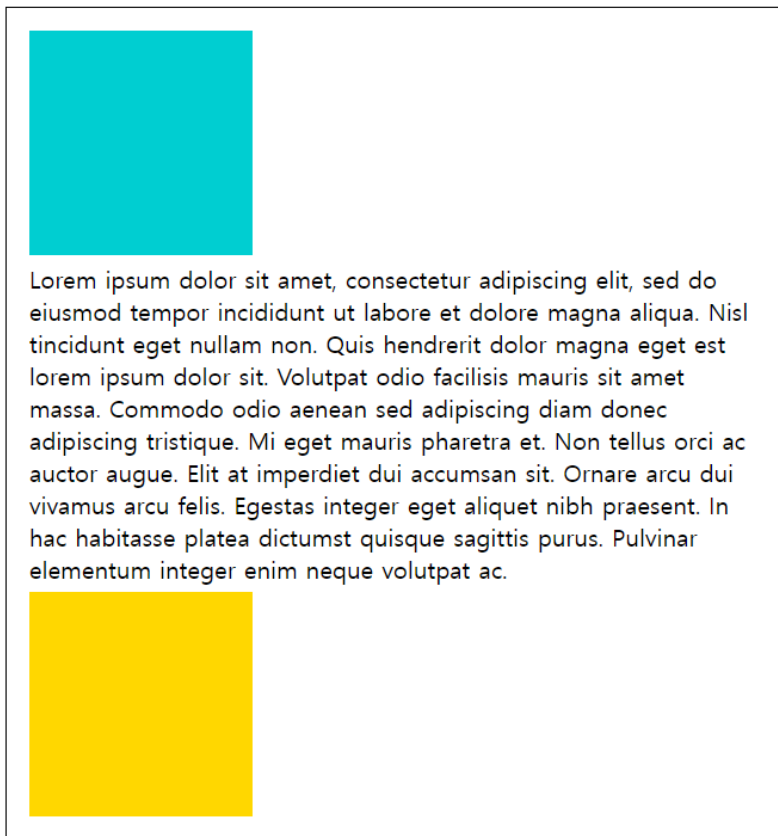 Lorem ipsum dolor sit amet, consectetur adipiscing elit, sed do
eiusmod tempor incididunt ut labore et dolore magna aliqua. Nisl
tincidunt eget nullam non. Quis hendrerit dolor magna eget est
lorem ipsum dolor sit. Volutpat odio facilisis mauris sit amet
massa. Commodo odio aenean sed adipiscing diam donec
adipiscing tristique. Mi eget mauris pharetra et. Non tellus orci ac
auctor augue. Elit at imperdiet dui accumsan sit. Ornare arcu dui
vivamus arcu felis. Egestas integer eget aliquet nibh praesent. In
hac habitasse platea dictumst quisque sagittis purus. Pulvinar
elementum integer enim neque volutpat ac.